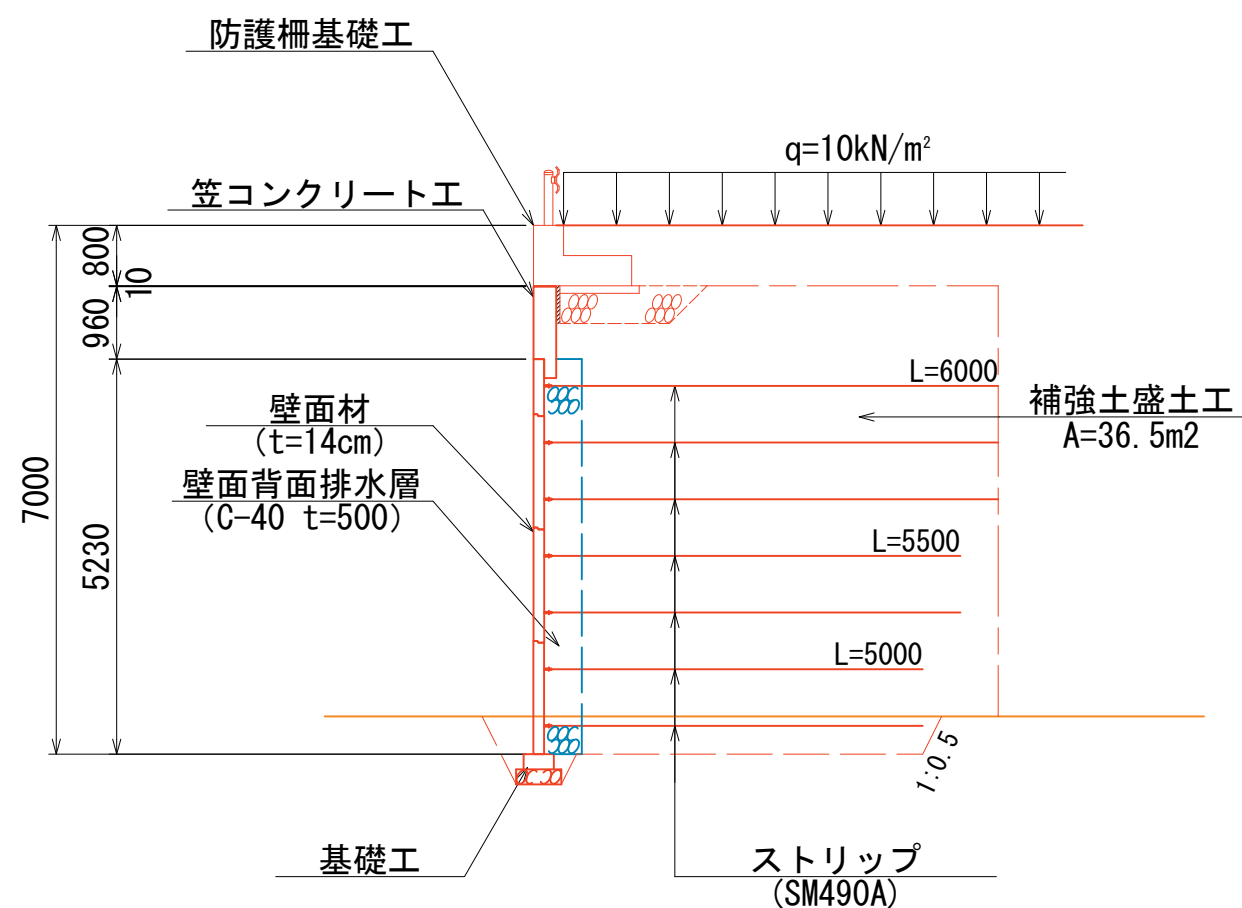 防護柵基礎工
q=10kN/m²
笠コンクリート工
800
10
960
L=6000
補強土盛土工
A=36.5m2
壁面材
(t=14cm)
7000
壁面背面排水層
(C-40 t=500)
5230
L=5500
L=5000
1:0.5
基礎工
ストリップ
(SM490A)